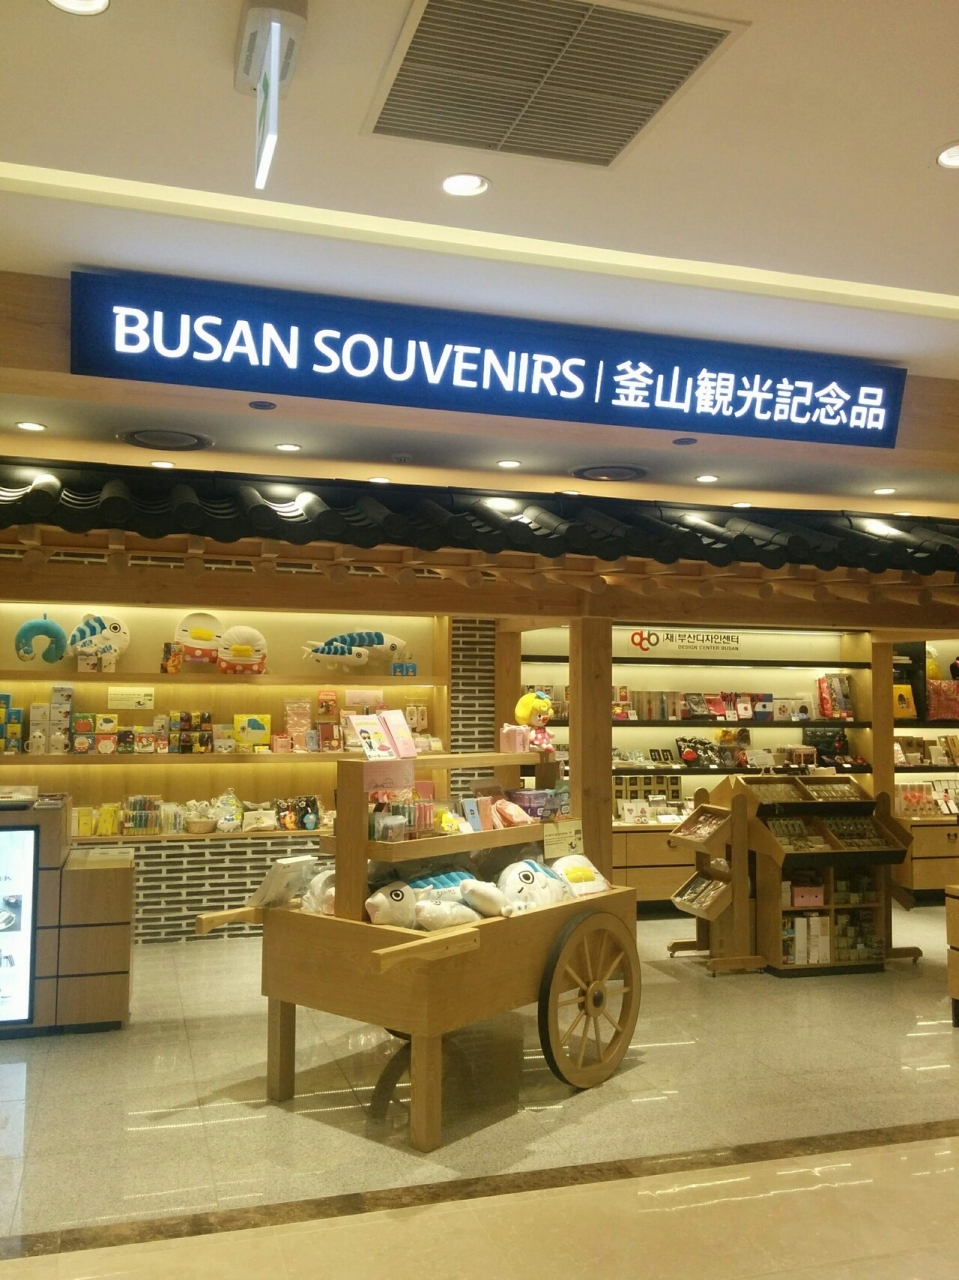 BUSAN SOUVENIRS | 釜山観光記念品
dcb |재|부산디자인센터
DESIGN CENTER BUSAN